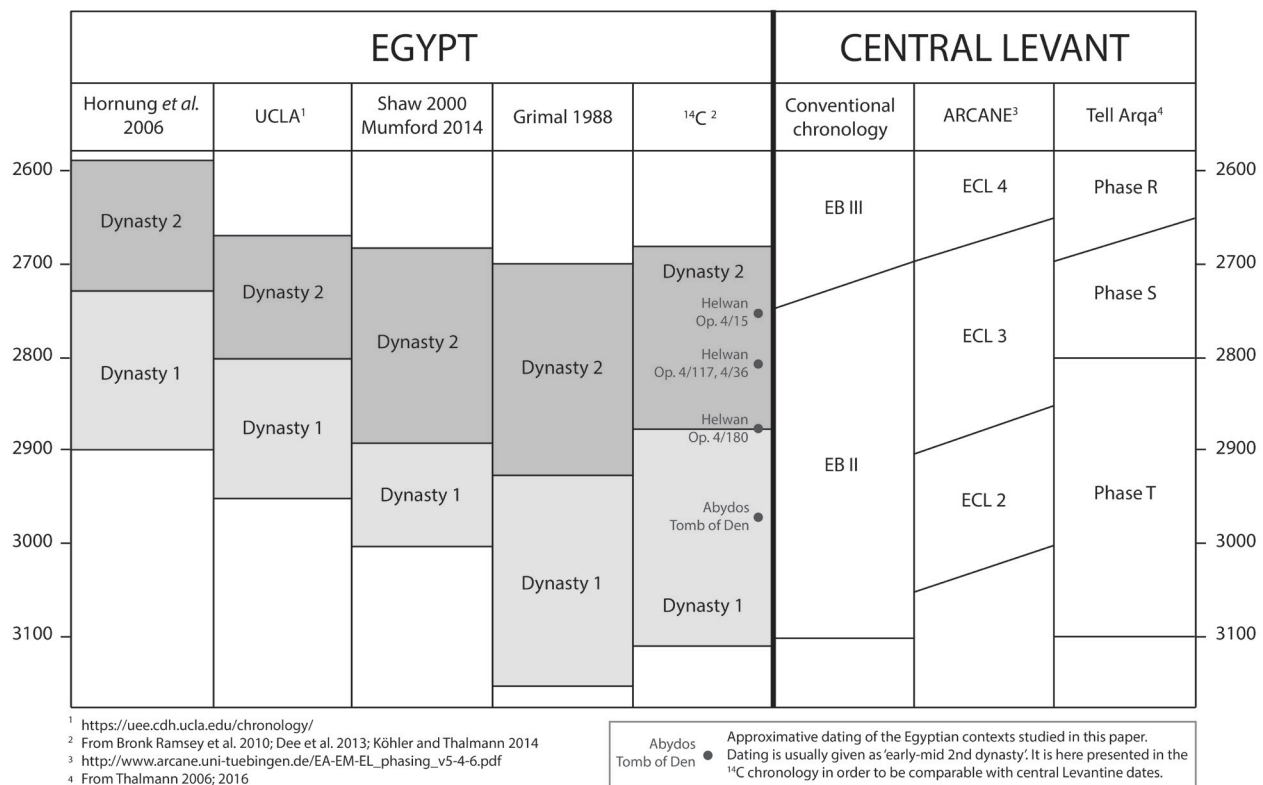 EGYPT
CENTRAL LEVANT
Hornung et al.
2006
UCLA¹
Shaw 2000
Mumford 2014
Grimal 1988
¹⁴C ²
Conventional
chronology
ARCANE³
Tell Arqa⁴
2600
2700
2800
2900
3000
3100
Dynasty 2
Dynasty 1
Dynasty 2
Dynasty 1
Dynasty 2
Dynasty 1
Dynasty 2
Dynasty 1
Dynasty 2
Helwan
Op. 4/15
Helwan
Op. 4/117, 4/36
Helwan
Op. 4/180
Abydos
Tomb of Den
Dynasty 1
EB III
EB II
ECL 4
ECL 3
ECL 2
Phase R
Phase S
Phase T
2600
2700
2800
2900
3000
3100
¹ https://uee.cdh.ucla.edu/chronology/
² From Bronk Ramsey et al. 2010; Dee et al. 2013; Köhler and Thalmann 2014
³ http://www.arcane.uni-tuebingen.de/EA-EM-EL_phasing_v5-4-6.pdf
⁴ From Thalmann 2006; 2016
Abydos
Tomb of Den
Approximative dating of the Egyptian contexts studied in this paper.
Dating is usually given as ‘early-mid 2nd dynasty’. It is here presented in the
¹⁴C chronology in order to be comparable with central Levantine dates.